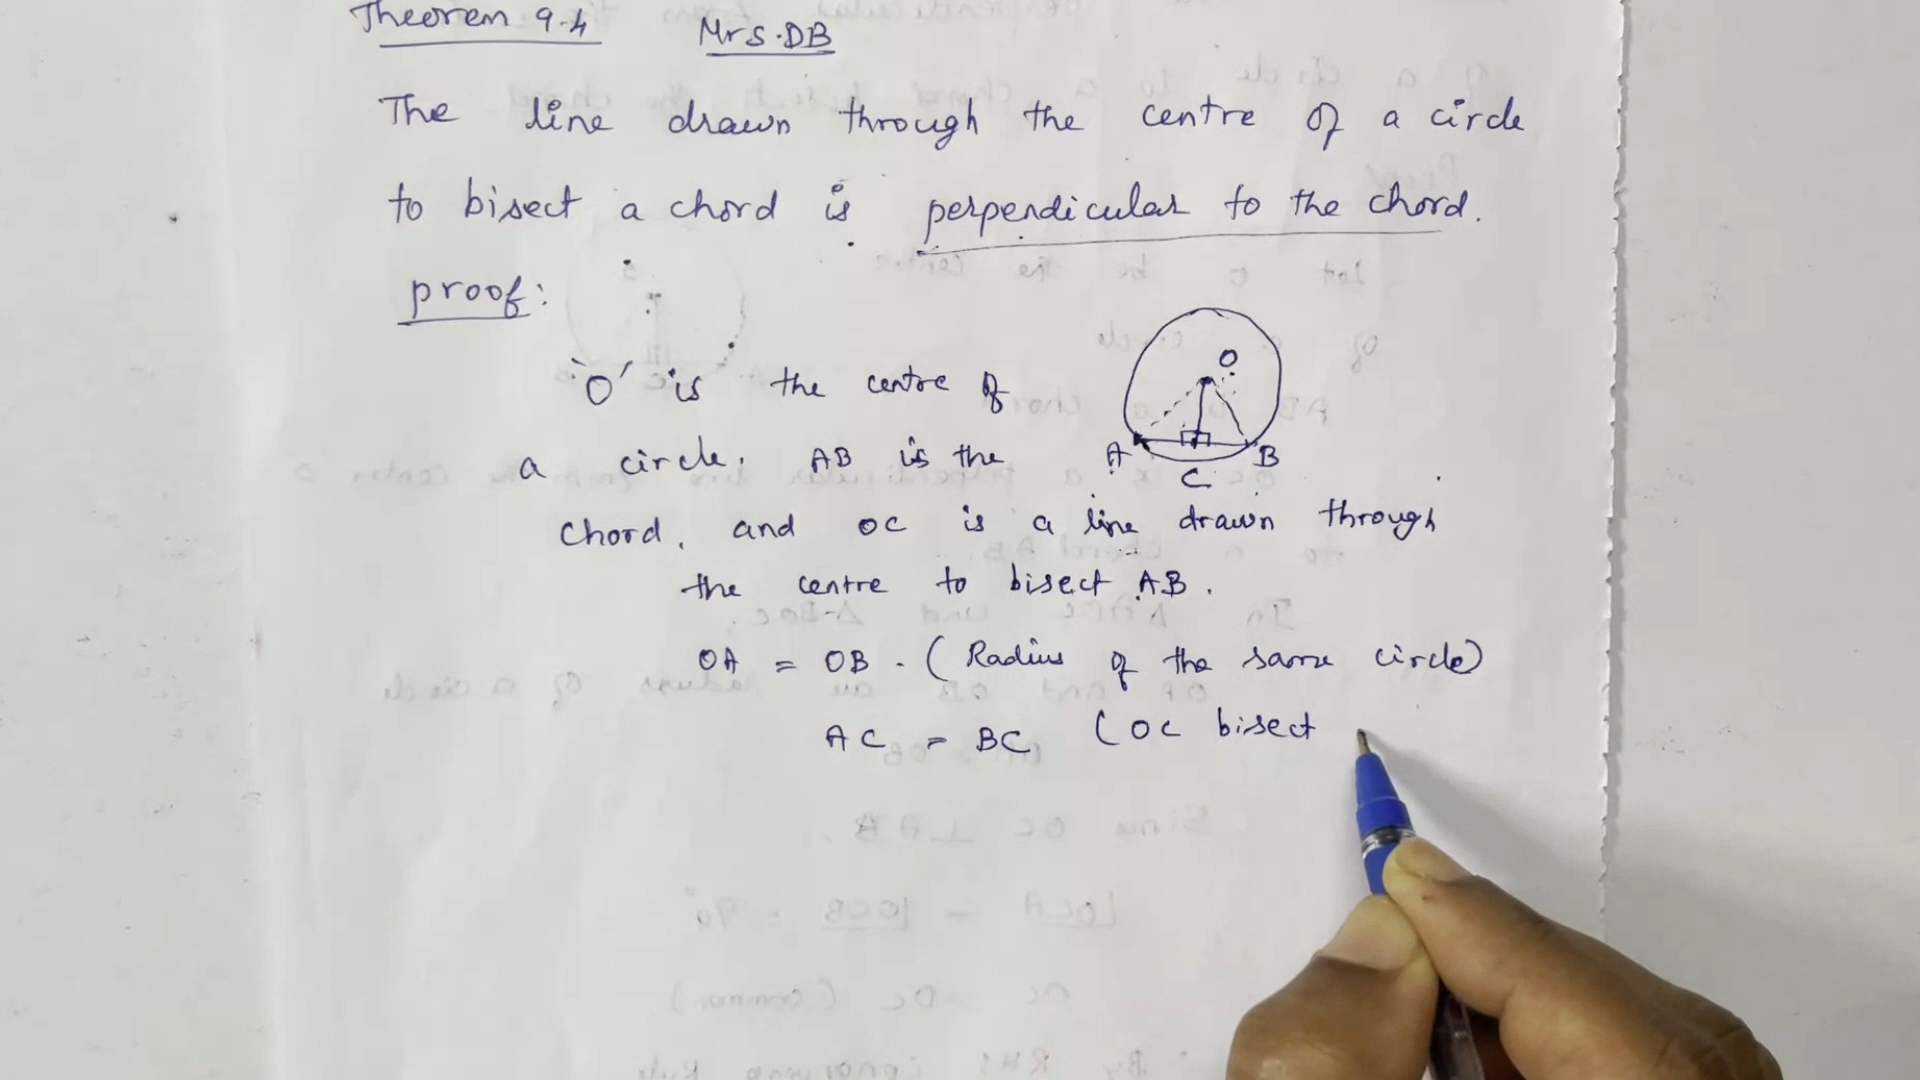 Theorem 9.4 Mrs.DB
The line drawn through the centre of a circle
to bisect a chord is perpendicular to the chord.
proof:
'O' is the centre of
a circle. AB is the
chord. and OC is a line drawn through
the centre to bisect AB.
O
A B
C
OA = OB. (Radius of the same circle)
AC = BC (OC bisect